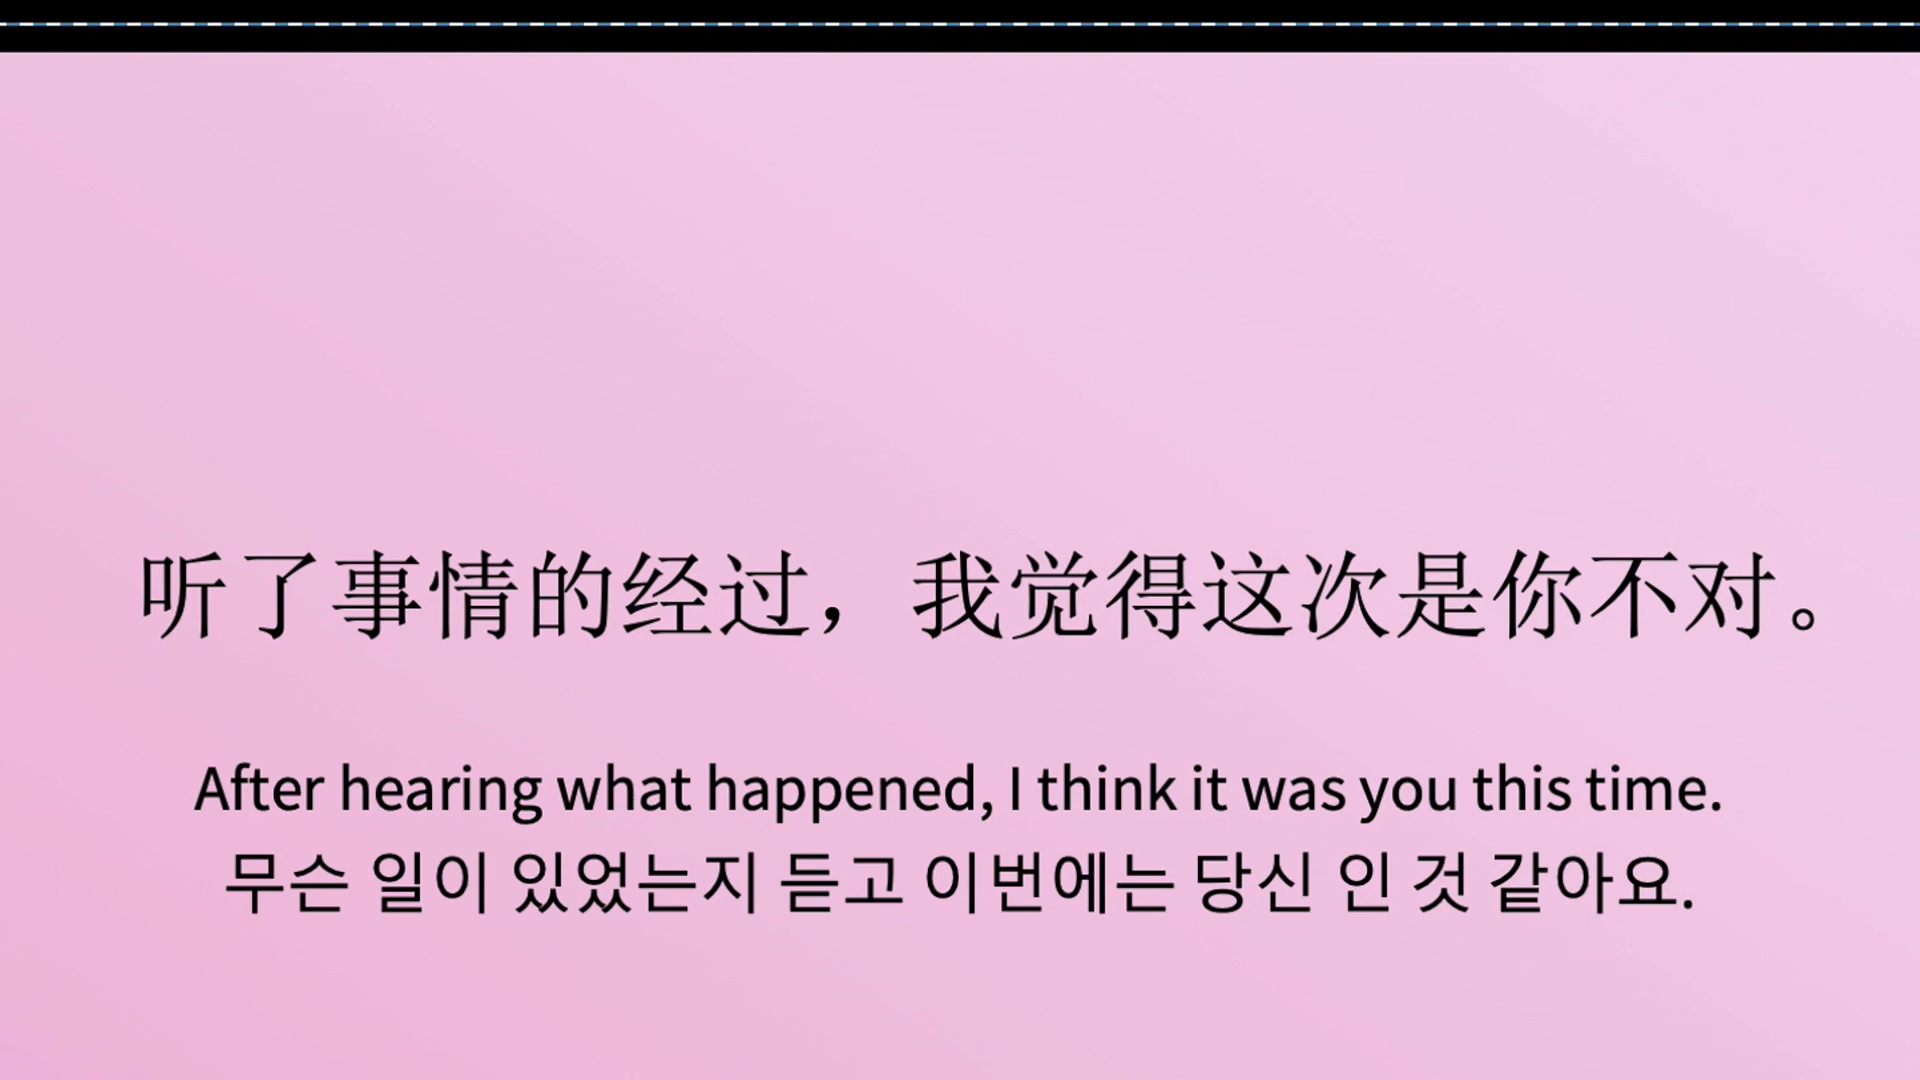 听了事情的经过，我觉得这次是你不对。
After hearing what happened, I think it was you this time.
무슨 일이 있었는지 듣고 이번에는 당신 인 것 같아요.